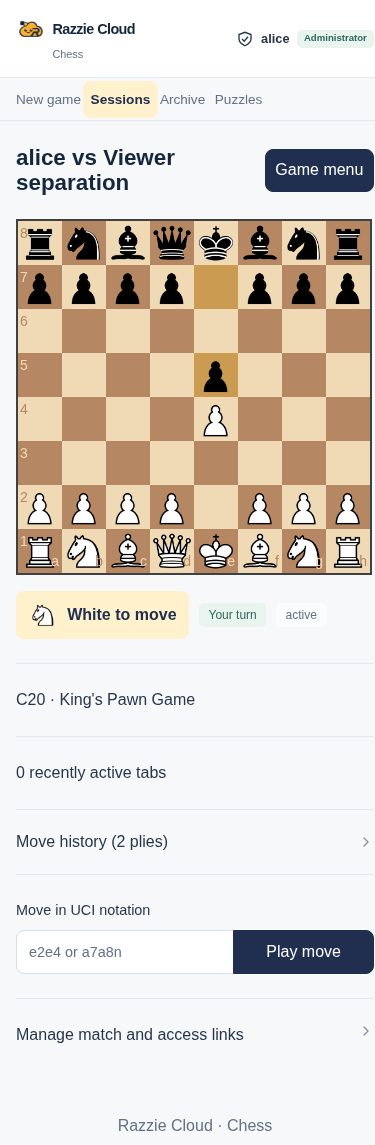 Razzie Cloud
Chess
alice Administrator
New game Sessions Archive Puzzles
alice vs Viewer
separation
Game menu
8
7
6
5
4
3
2
1
a b c d e f g h
White to move Your turn active
C20 · King's Pawn Game
0 recently active tabs
Move history (2 plies)
Move in UCI notation
e2e4 or a7a8n Play move
Manage match and access links
Razzie Cloud · Chess